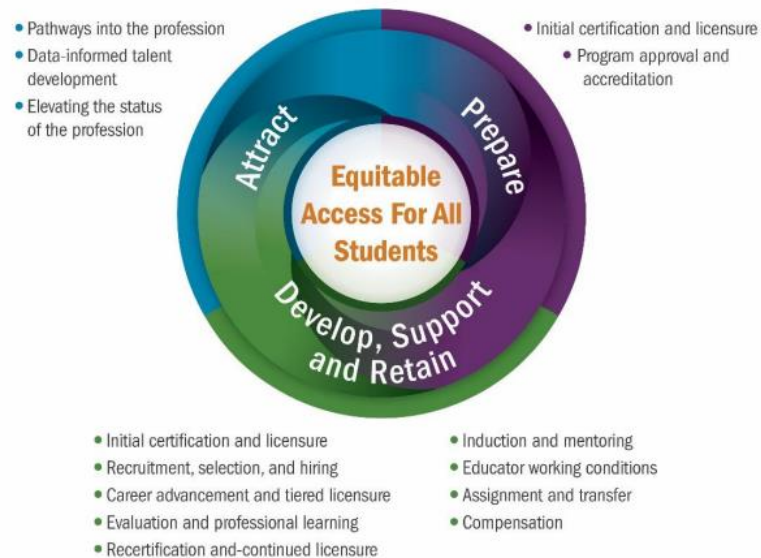 • Pathways into the profession
• Data-informed talent
development
• Elevating the status
of the profession
• Initial certification and licensure
• Program approval and
accreditation
Attract
Prepare
Equitable
Access For All
Students
Develop, Support
and Retain
• Initial certification and licensure
• Recruitment, selection, and hiring
• Career advancement and tiered licensure
• Evaluation and professional learning
• Recertification and-continued licensure
• Induction and mentoring
• Educator working conditions
• Assignment and transfer
• Compensation